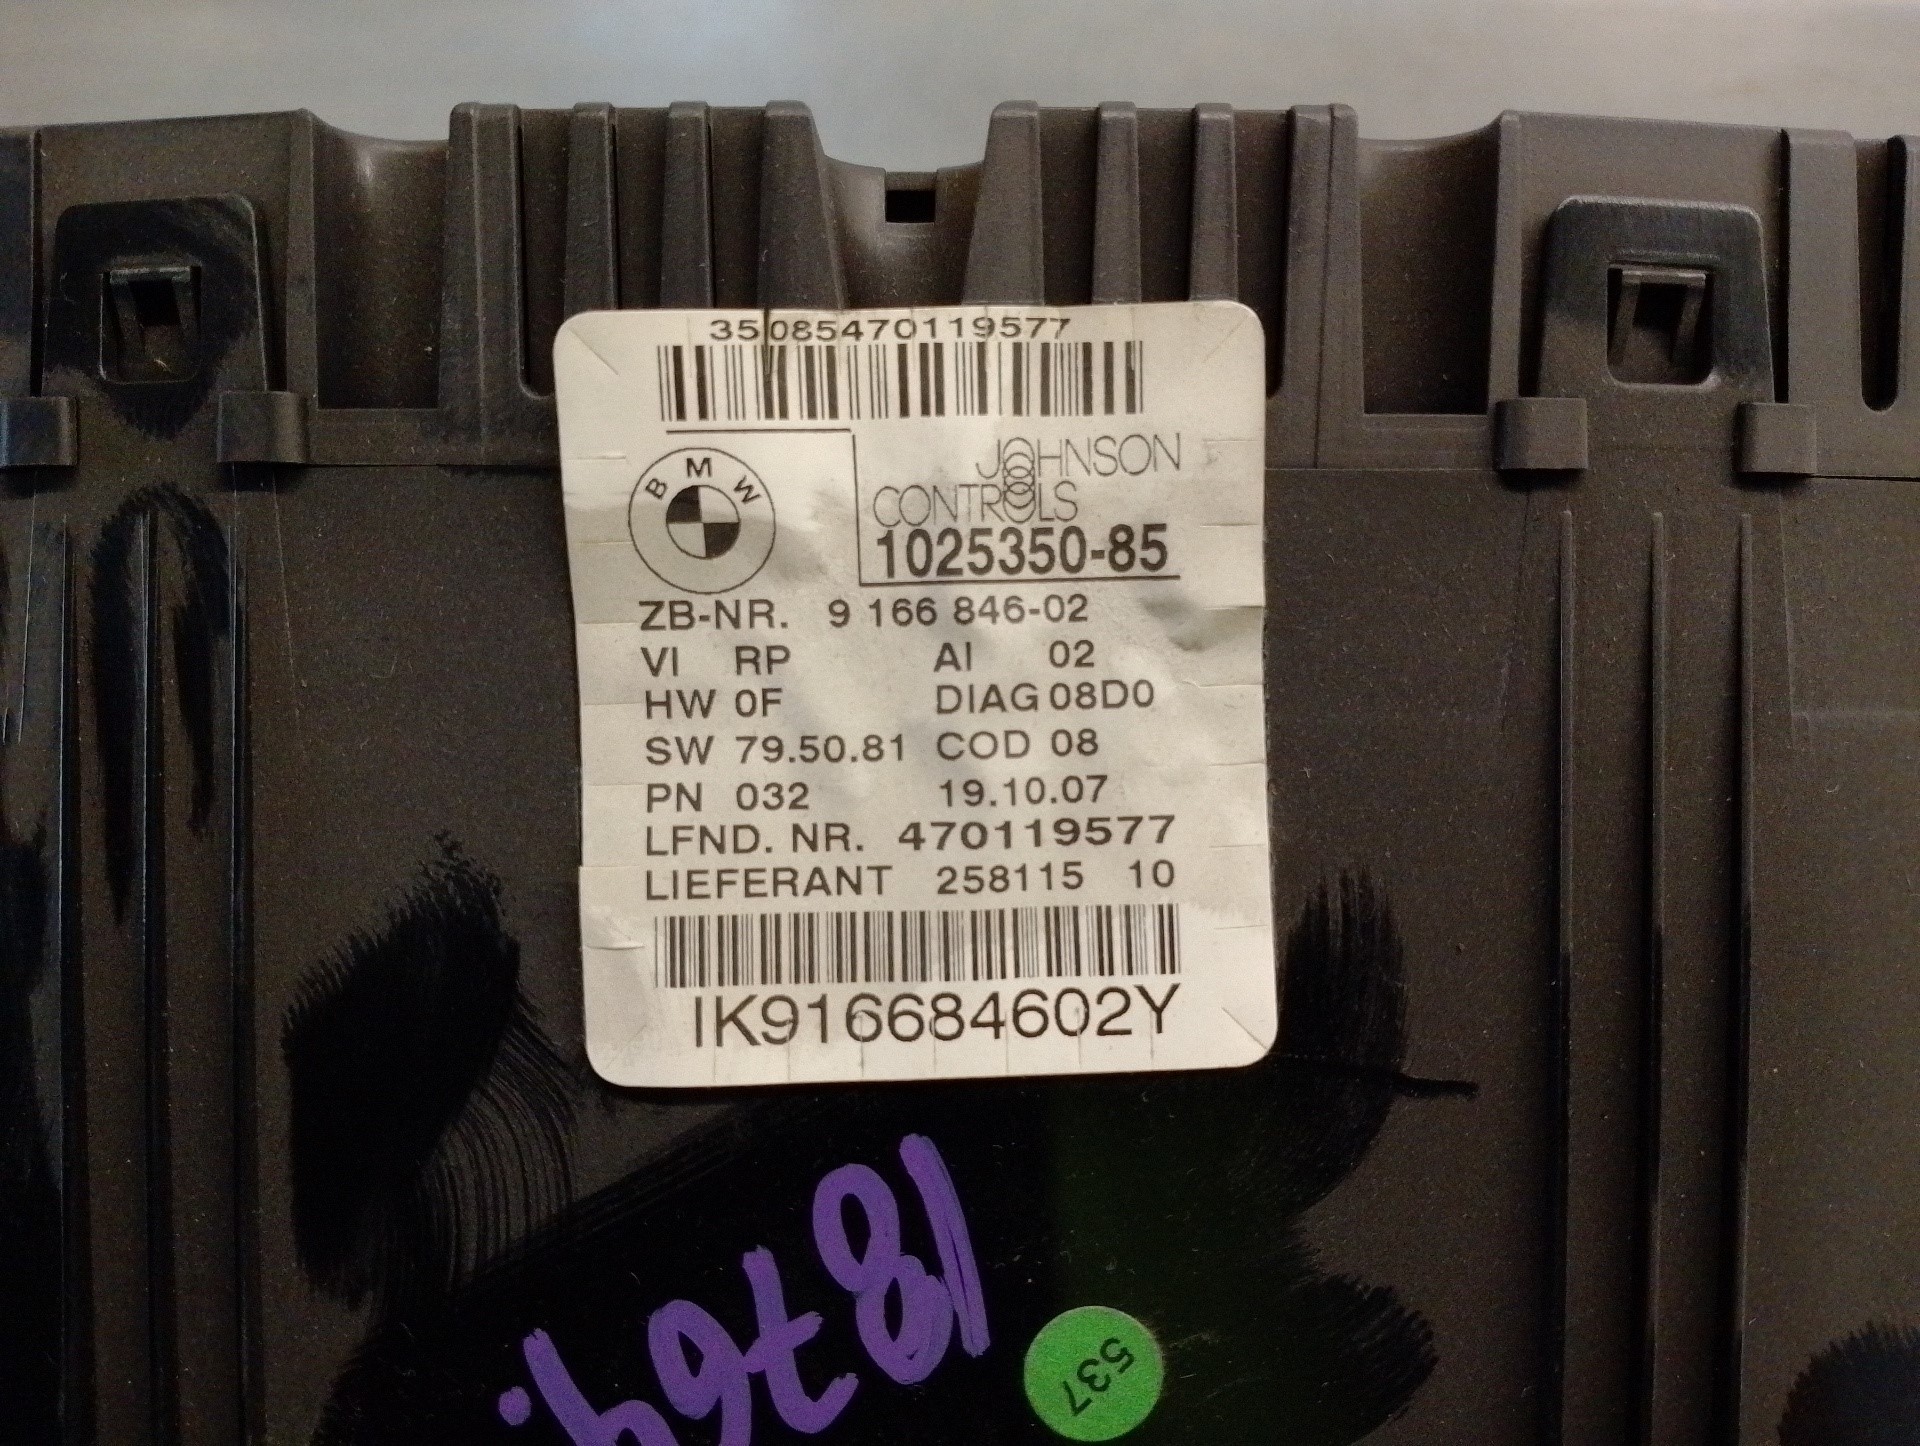 35085470119577
BMW
JOHNSON
CONTROLS
1025350-85
ZB-NR. 9 166 846-02
VI RP AI 02
HW 0F DIAG 08D0
SW 79.50.81 COD 08
PN 032 19.10.07
LFND. NR. 470119577
LIEFERANT 258115 10
IK916684602Y
537